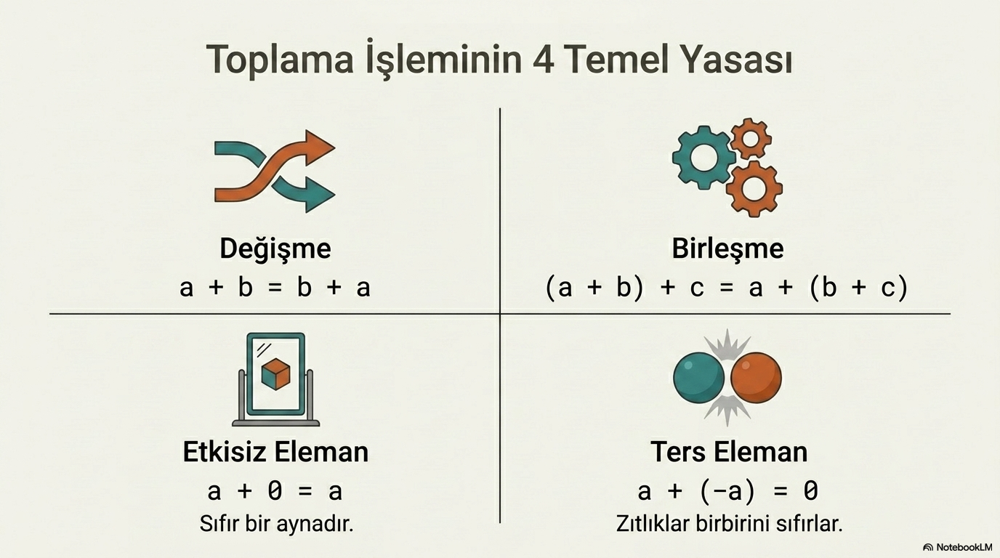 Toplama İşleminin 4 Temel Yasası
Değişme
a + b = b + a
Birleşme
(a + b) + c = a + (b + c)
Etkisiz Eleman
a + 0 = a
Sıfır bir aynadır.
Ters Eleman
a + (−a) = 0
Zıtlıklar birbirini sıfırlar.
NotebookLM